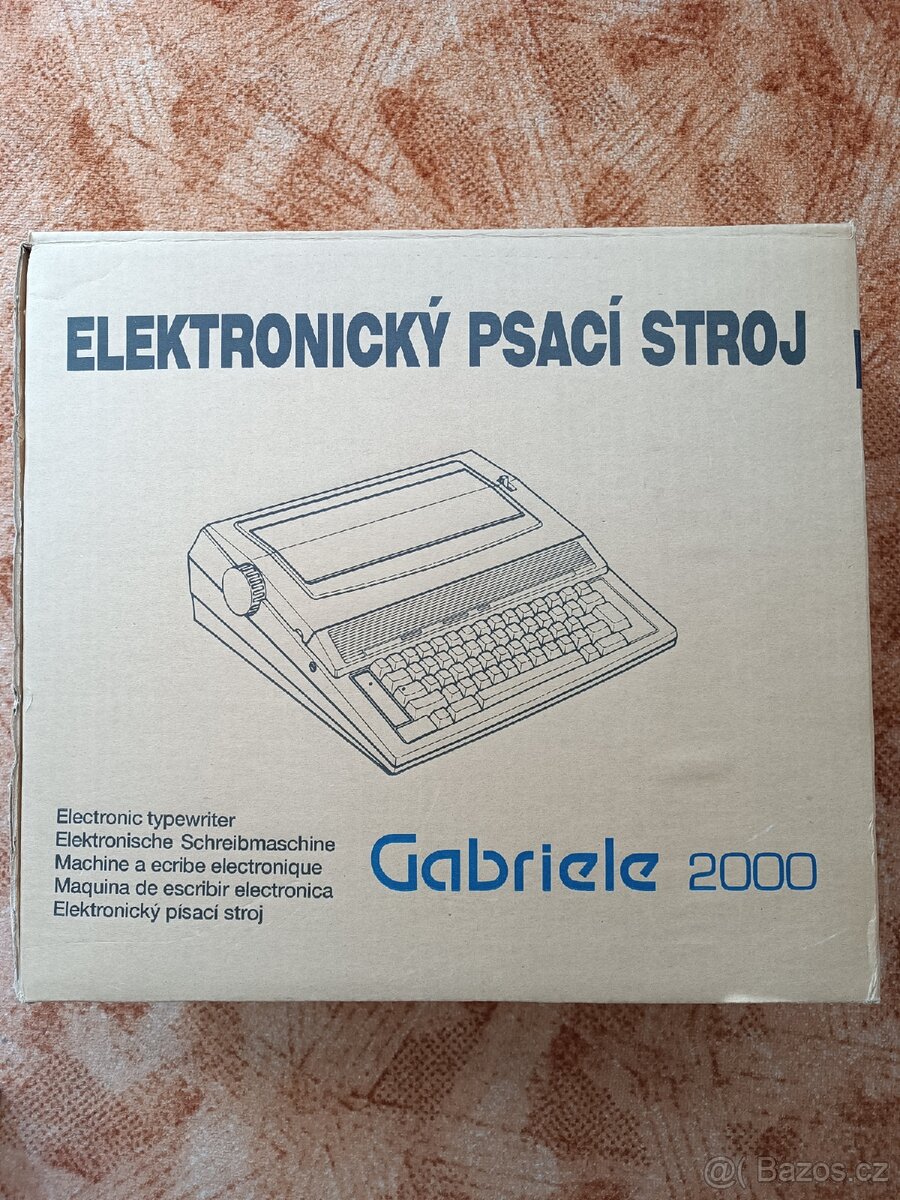 ELEKTRONICKÝ PSACÍ STROJ
Electronic typewriter
Elektronische Schreibmaschine
Machine a ecribe electronique
Maquina de escribir electronica
Elektronický písací stroj
Gabriele 2000
@( Bazos.cz